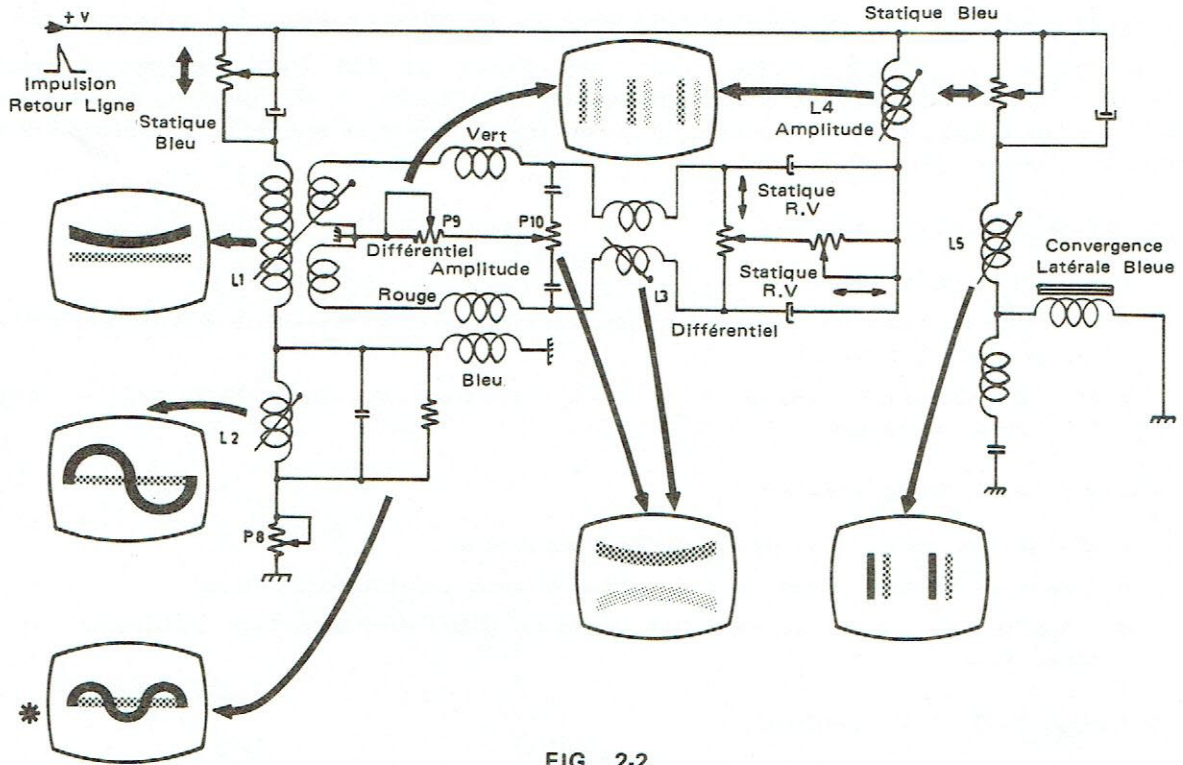 + V
Impulsion
Retour Ligne
Statique
Bleu
Statique Bleu
L4
Amplitude
Vert
P9
P10
Différentiel
Amplitude
Statique
R.V
Statique
R.V
L1
Rouge
L3
Différentiel
L5
Convergence
Latérale Bleue
Bleu
L2
P8
*
FIG. 2-2